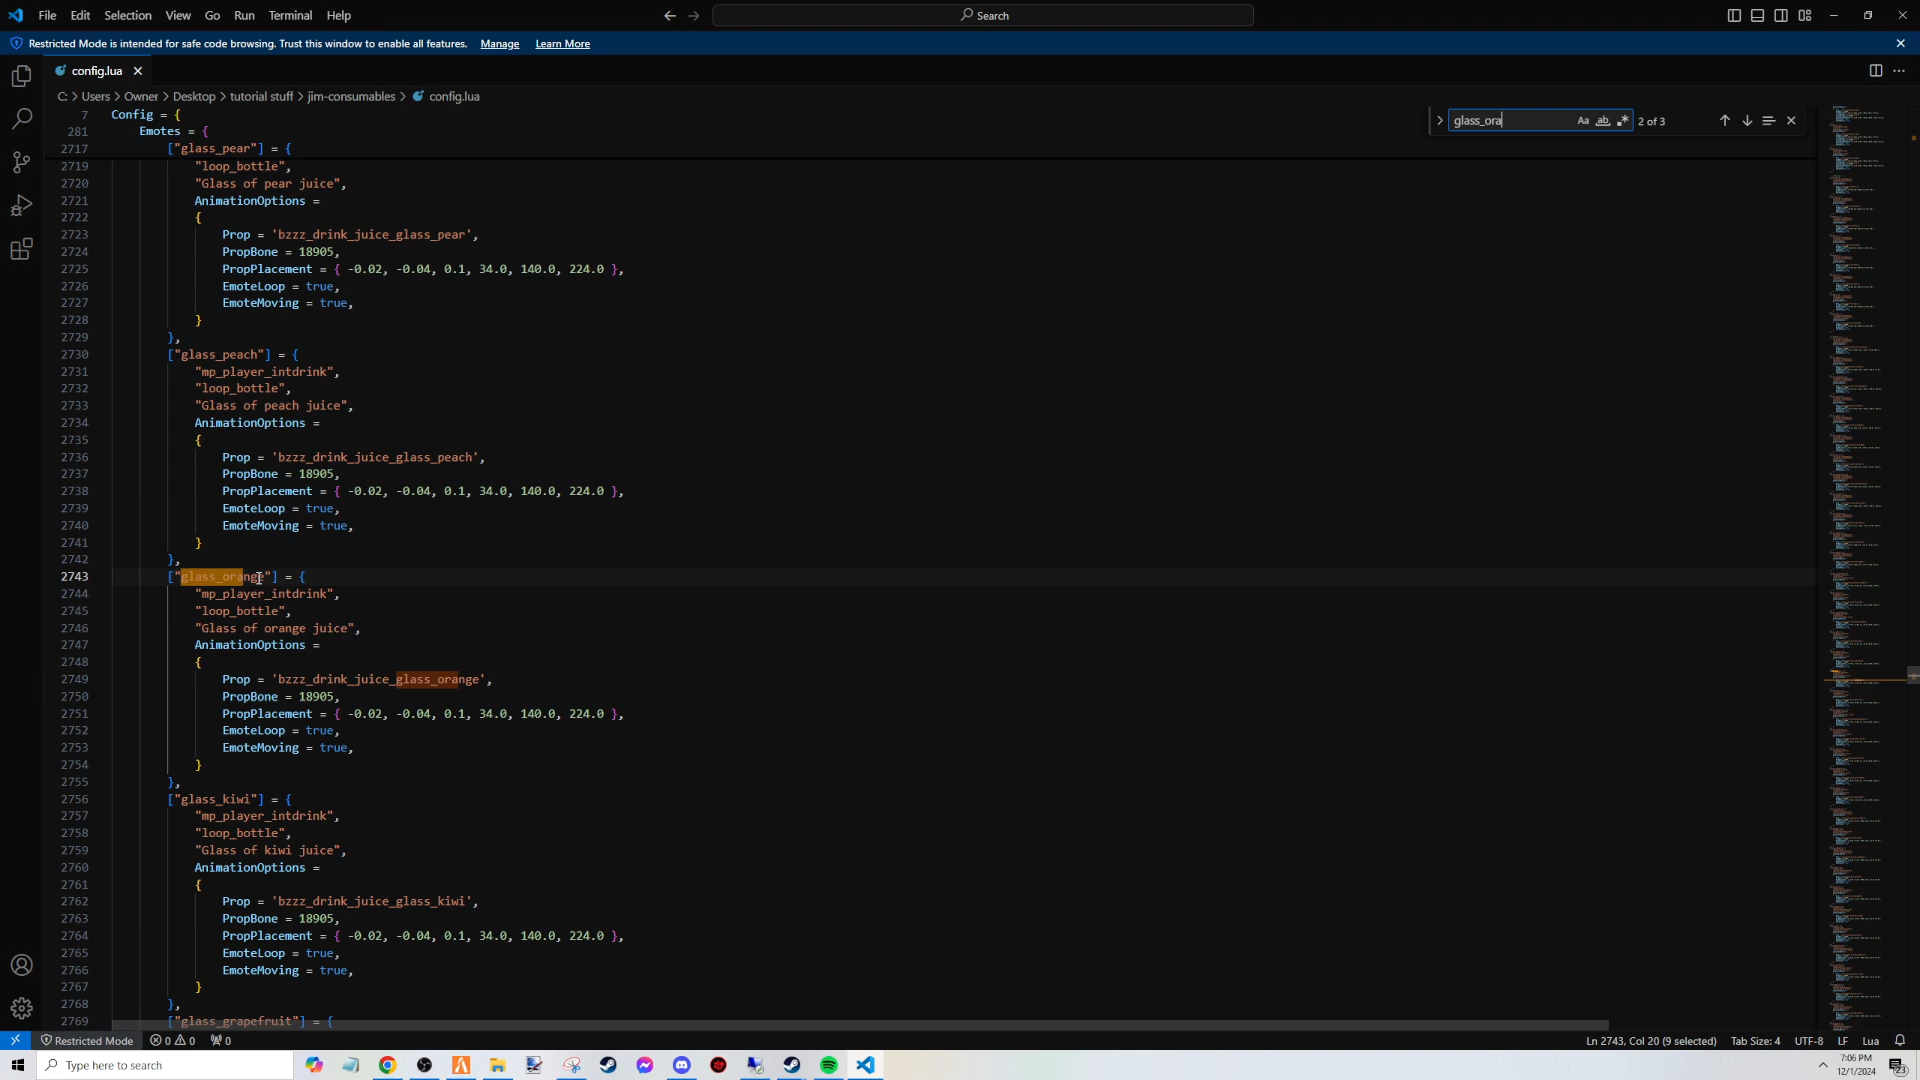 File Edit Selection View Go Run Terminal Help
Search
Restricted Mode is intended for safe code browsing. Trust this window to enable all features. Manage Learn More
config.lua
C: > Users > Owner > Desktop > tutorial stuff > jim-consumables > config.lua
glass_ora Aa ab .* 2 of 3
7 Config = {
281 Emotes = {
2717 ["glass_pear"] = {
2719 "loop_bottle",
2720 "Glass of pear juice",
2721 AnimationOptions =
2722 {
2723 Prop = 'bzzz_drink_juice_glass_pear',
2724 PropBone = 18905,
2725 PropPlacement = { -0.02, -0.04, 0.1, 34.0, 140.0, 224.0 },
2726 EmoteLoop = true,
2727 EmoteMoving = true,
2728 }
2729 },
2730 ["glass_peach"] = {
2731 "mp_player_intdrink",
2732 "loop_bottle",
2733 "Glass of peach juice",
2734 AnimationOptions =
2735 {
2736 Prop = 'bzzz_drink_juice_glass_peach',
2737 PropBone = 18905,
2738 PropPlacement = { -0.02, -0.04, 0.1, 34.0, 140.0, 224.0 },
2739 EmoteLoop = true,
2740 EmoteMoving = true,
2741 }
2742 },
2743 ["glass_orange"] = {
2744 "mp_player_intdrink",
2745 "loop_bottle",
2746 "Glass of orange juice",
2747 AnimationOptions =
2748 {
2749 Prop = 'bzzz_drink_juice_glass_orange',
2750 PropBone = 18905,
2751 PropPlacement = { -0.02, -0.04, 0.1, 34.0, 140.0, 224.0 },
2752 EmoteLoop = true,
2753 EmoteMoving = true,
2754 }
2755 },
2756 ["glass_kiwi"] = {
2757 "mp_player_intdrink",
2758 "loop_bottle",
2759 "Glass of kiwi juice",
2760 AnimationOptions =
2761 {
2762 Prop = 'bzzz_drink_juice_glass_kiwi',
2763 PropBone = 18905,
2764 PropPlacement = { -0.02, -0.04, 0.1, 34.0, 140.0, 224.0 },
2765 EmoteLoop = true,
2766 EmoteMoving = true,
2767 }
2768 },
2769 ["glass_grapefruit"] = {
Restricted Mode 0 0 0 Ln 2743, Col 20 (9 selected) Tab Size: 4 UTF-8 LF Lua
Type here to search
7:06 PM
12/1/2024
23